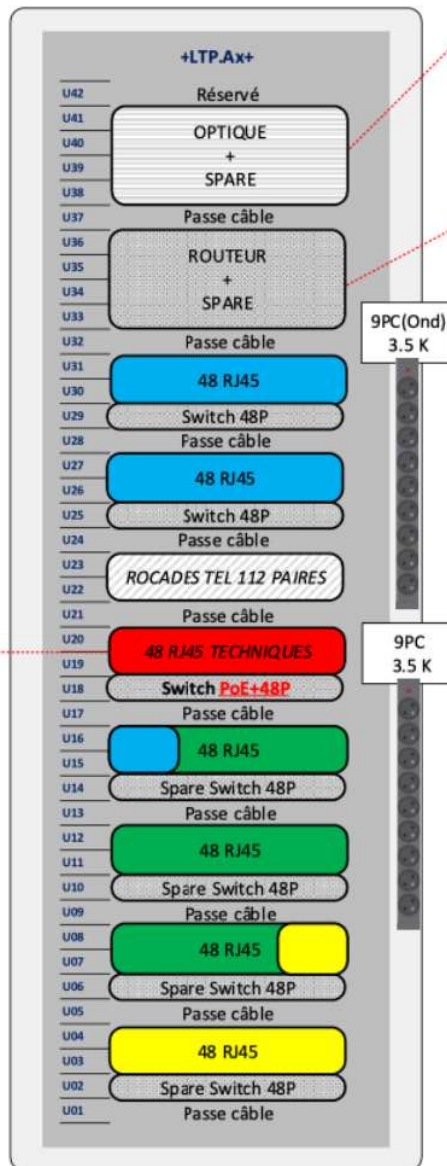 +LTP.Ax+
U42 Réservé
U41
OPTIQUE
U40
+
U39
SPARE
U38
U37 Passe câble
U36
ROUTEUR
U35
+
U34
SPARE
U33
U32 Passe câble
9PC(Ond)
3.5 K
U31
48 RJ45
U30
U29 Switch 48P
U28 Passe câble
U27
48 RJ45
U26
U25 Switch 48P
U24 Passe câble
U23
ROCADES TEL 112 PAIRES
U22
U21 Passe câble
9PC
3.5 K
U20
48 RJ45 TECHNIQUES
U19
U18 Switch PoE+48P
U17 Passe câble
U16
48 RJ45
U15
U14 Spare Switch 48P
U13 Passe câble
U12
48 RJ45
U11
U10 Spare Switch 48P
U09 Passe câble
U08
48 RJ45
U07
U06 Spare Switch 48P
U05 Passe câble
U04
48 RJ45
U03
U02 Spare Switch 48P
U01 Passe câble